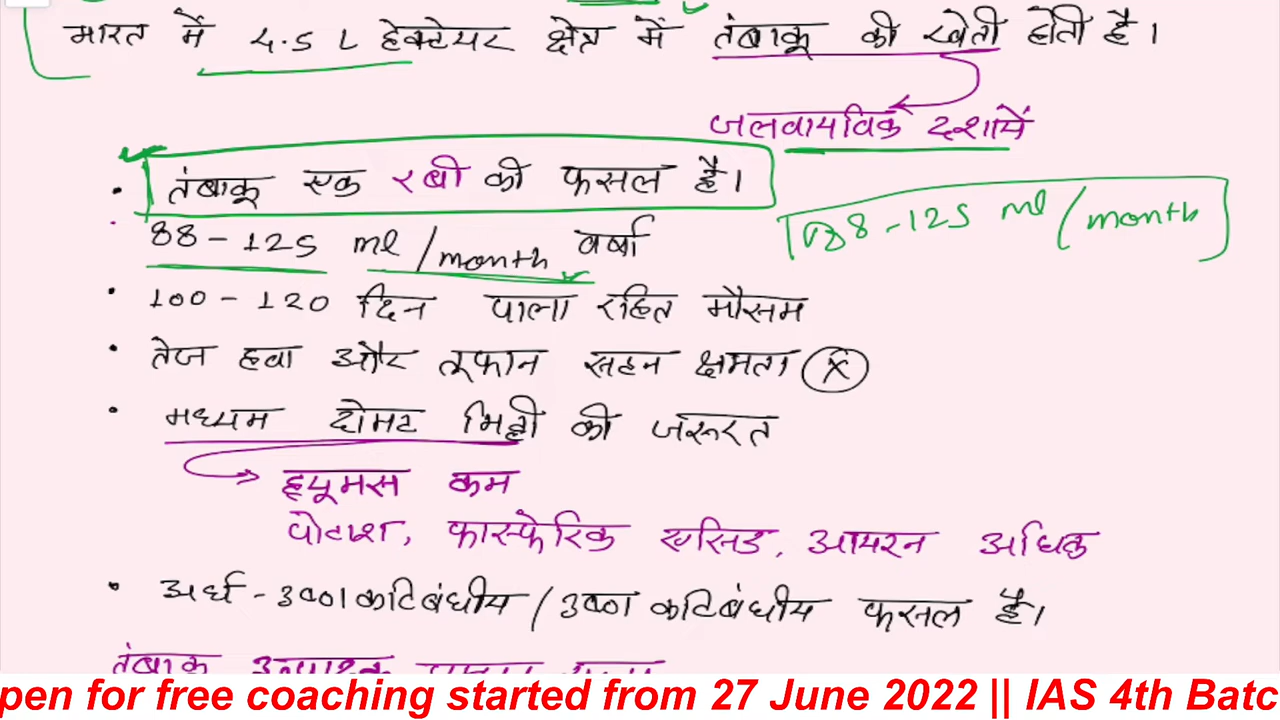 भारत में 4.5 L हेक्टेयर क्षेत्र में तंबाकू की खेती होती है।
जलवायविक दशायें
• तंबाकू एक रबी की फसल है।
• 88-125 ml/month वर्षा
88-125 ml/month
• 100-120 दिन पाला रहित मौसम
• तेज हवा और तूफान सहन क्षमता X
• मध्यम दोमट मिट्टी की जरूरत
ह्यूमस कम
पोटाश, फास्फेरिक एसिड, आयरन अधिक
• अर्ध-उष्ण कटिबंधीय/उष्ण कटिबंधीय फसल है।
तंबाकू उत्पादक
pen for free coaching started from 27 June 2022 || IAS 4th Batc